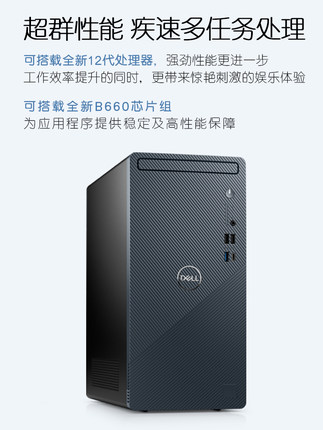 超群性能 疾速多任务处理
可搭载全新12代处理器，强劲性能更进一步
工作效率提升的同时，更带来惊艳刺激的娱乐体验
可搭载全新B660芯片组
为应用程序提供稳定及高性能保障
DELL